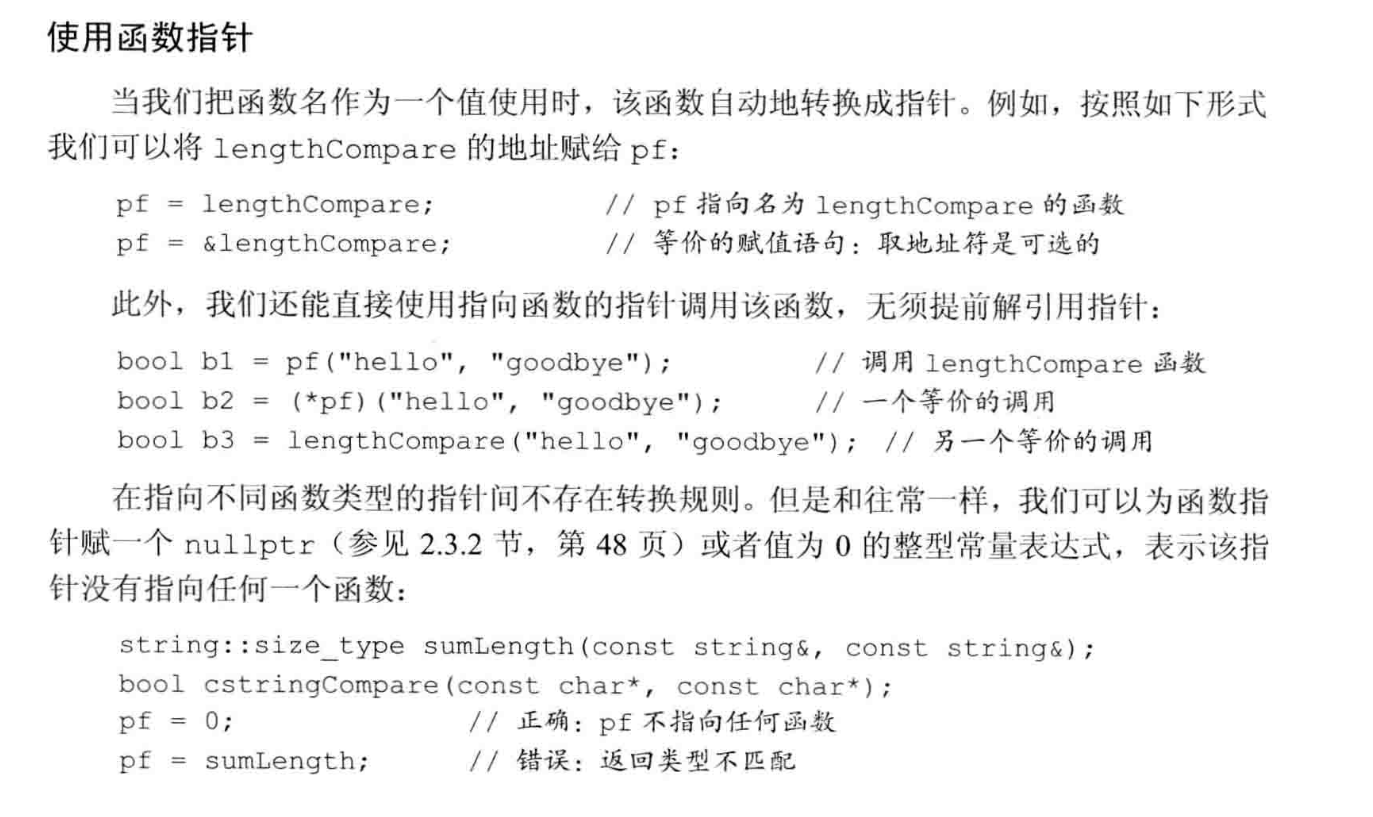 使用函数指针
当我们把函数名作为一个值使用时，该函数自动地转换成指针。例如，按照如下形式
我们可以将 lengthCompare 的地址赋给 pf：
pf = lengthCompare; // pf 指向名为 lengthCompare 的函数
pf = &lengthCompare; // 等价的赋值语句：取地址符是可选的
此外，我们还能直接使用指向函数的指针调用该函数，无须提前解引用指针：
bool b1 = pf("hello", "goodbye"); // 调用 lengthCompare 函数
bool b2 = (*pf)("hello", "goodbye"); // 一个等价的调用
bool b3 = lengthCompare("hello", "goodbye"); // 另一个等价的调用
在指向不同函数类型的指针间不存在转换规则。但是和往常一样，我们可以为函数指
针赋一个 nullptr（参见 2.3.2 节，第 48 页）或者值为 0 的整型常量表达式，表示该指
针没有指向任何一个函数：
string::size_type sumLength(const string&, const string&);
bool cstringCompare(const char*, const char*);
pf = 0; // 正确：pf 不指向任何函数
pf = sumLength; // 错误：返回类型不匹配